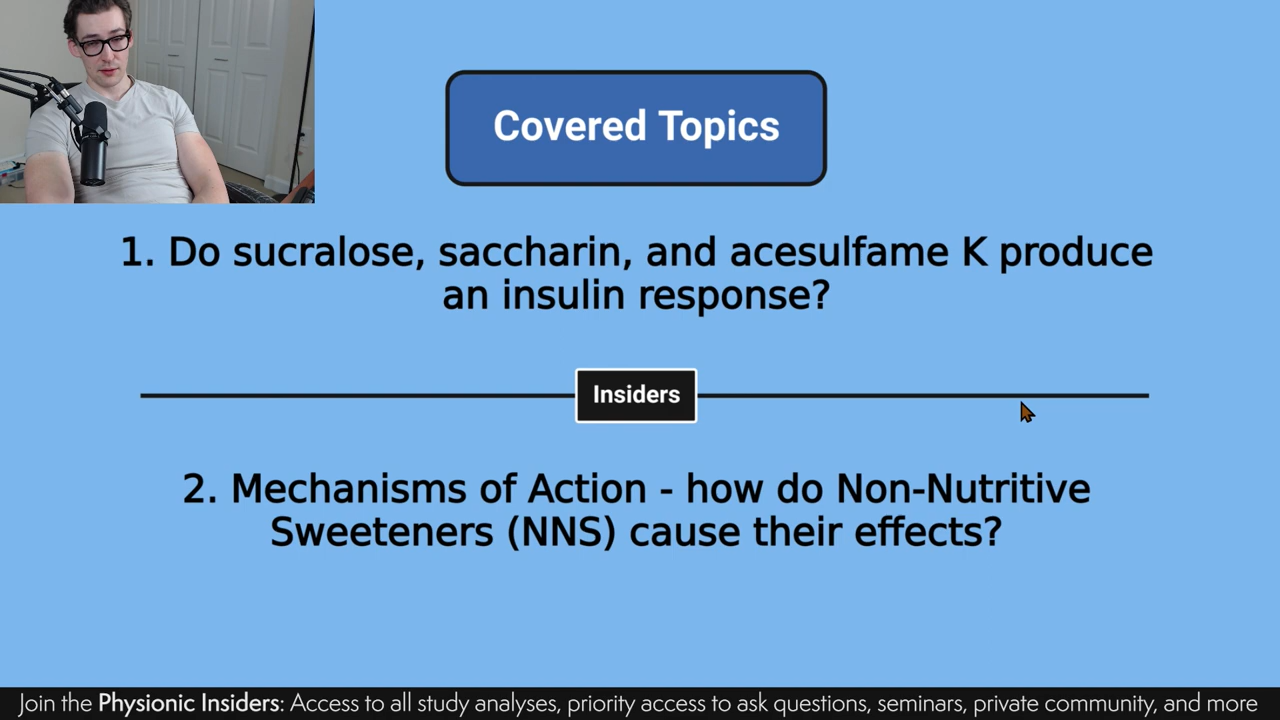 Covered Topics
1. Do sucralose, saccharin, and acesulfame K produce
an insulin response?
Insiders
2. Mechanisms of Action - how do Non-Nutritive
Sweeteners (NNS) cause their effects?
Join the Physionic Insiders: Access to all study analyses, priority access to ask questions, seminars, private community, and more